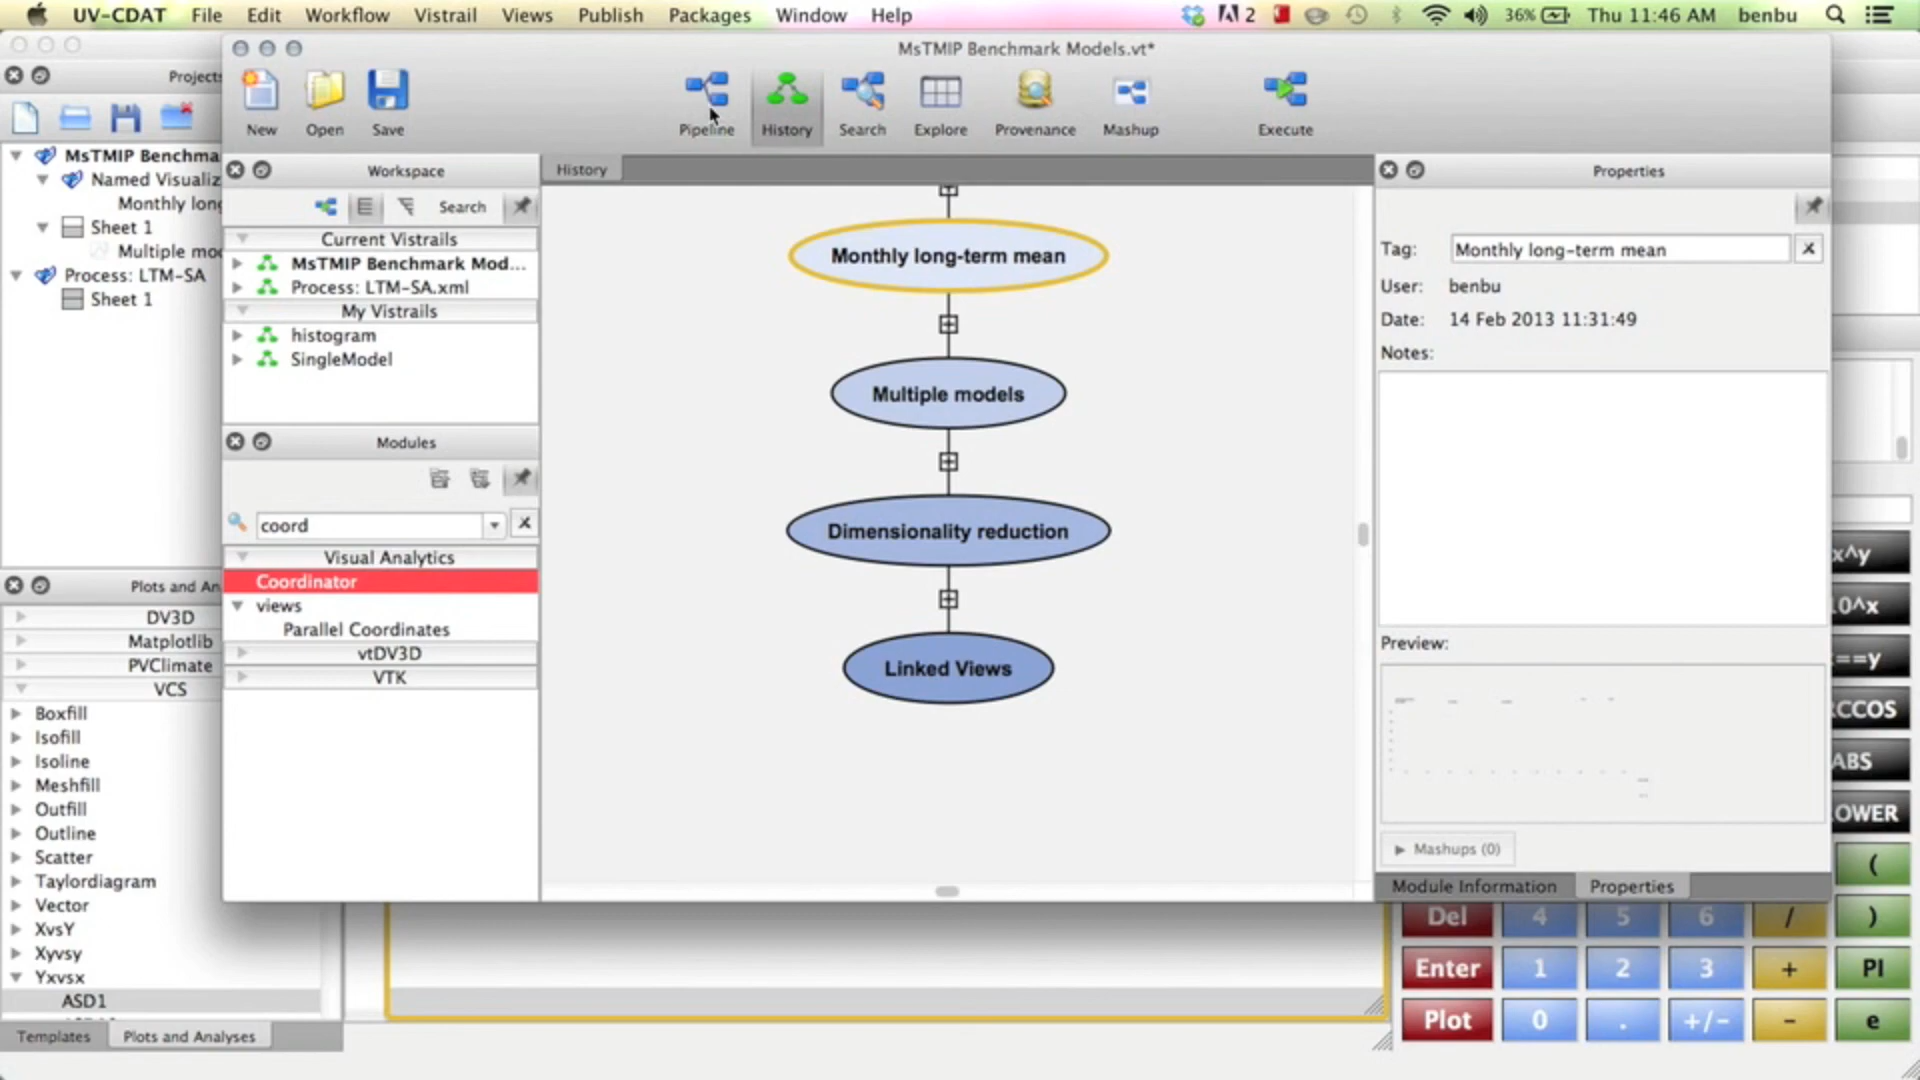 UV-CDAT File Edit Workflow Vistrail Views Publish Packages Window Help 2 36% Thu 11:46 AM benbu
MsTMIP Benchmark Models.vt*
Projects
New Open Save Pipeline History Search Explore Provenance Mashup Execute
MsTMIP Benchma
Named Visualiz
Monthly long
Sheet 1
Multiple mod
Process: LTM-SA
Sheet 1
Workspace
Search
Current Vistrails
MsTMIP Benchmark Mod...
Process: LTM-SA.xml
My Vistrails
histogram
SingleModel
Modules
coord
Visual Analytics
Coordinator
views
Parallel Coordinates
vtDV3D
VTK
History
Monthly long-term mean
Multiple models
Dimensionality reduction
Linked Views
Properties
Tag: Monthly long-term mean
User: benbu
Date: 14 Feb 2013 11:31:49
Notes:
Preview:
Mashups (0)
Module Information Properties
Plots and An
DV3D
Matplotlib
PVClimate
VCS
Boxfill
Isofill
Isoline
Meshfill
Outfill
Outline
Scatter
Taylordiagram
Vector
XvsY
Xyvsy
Yxvsx
ASD1
Templates Plots and Analyses
x^y
10^x
==y
CCOS
ABS
OWER
(
Del 4 5 6 / )
Enter 1 2 3 + PI
Plot 0 . +/- - e